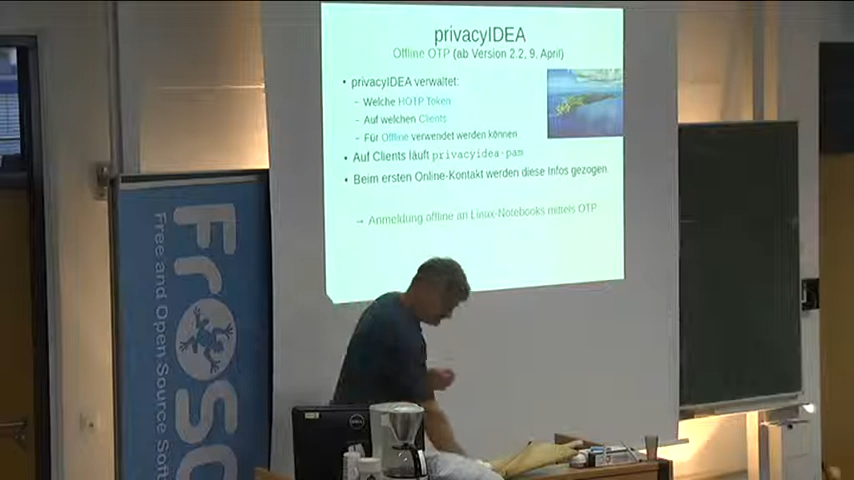 privacyIDEA
Offline OTP (ab Version 2.2, 9. April)
• privacyIDEA verwaltet:
– Welche HOTP Token
– Auf welchen Clients
– Für Offline verwendet werden können
• Auf Clients läuft privacyidea-pam
• Beim ersten Online-Kontakt werden diese Infos gezogen.
→ Anmeldung offline an Linux-Notebooks mittels OTP
FrOSC
Free and Open Source Soft
DELL